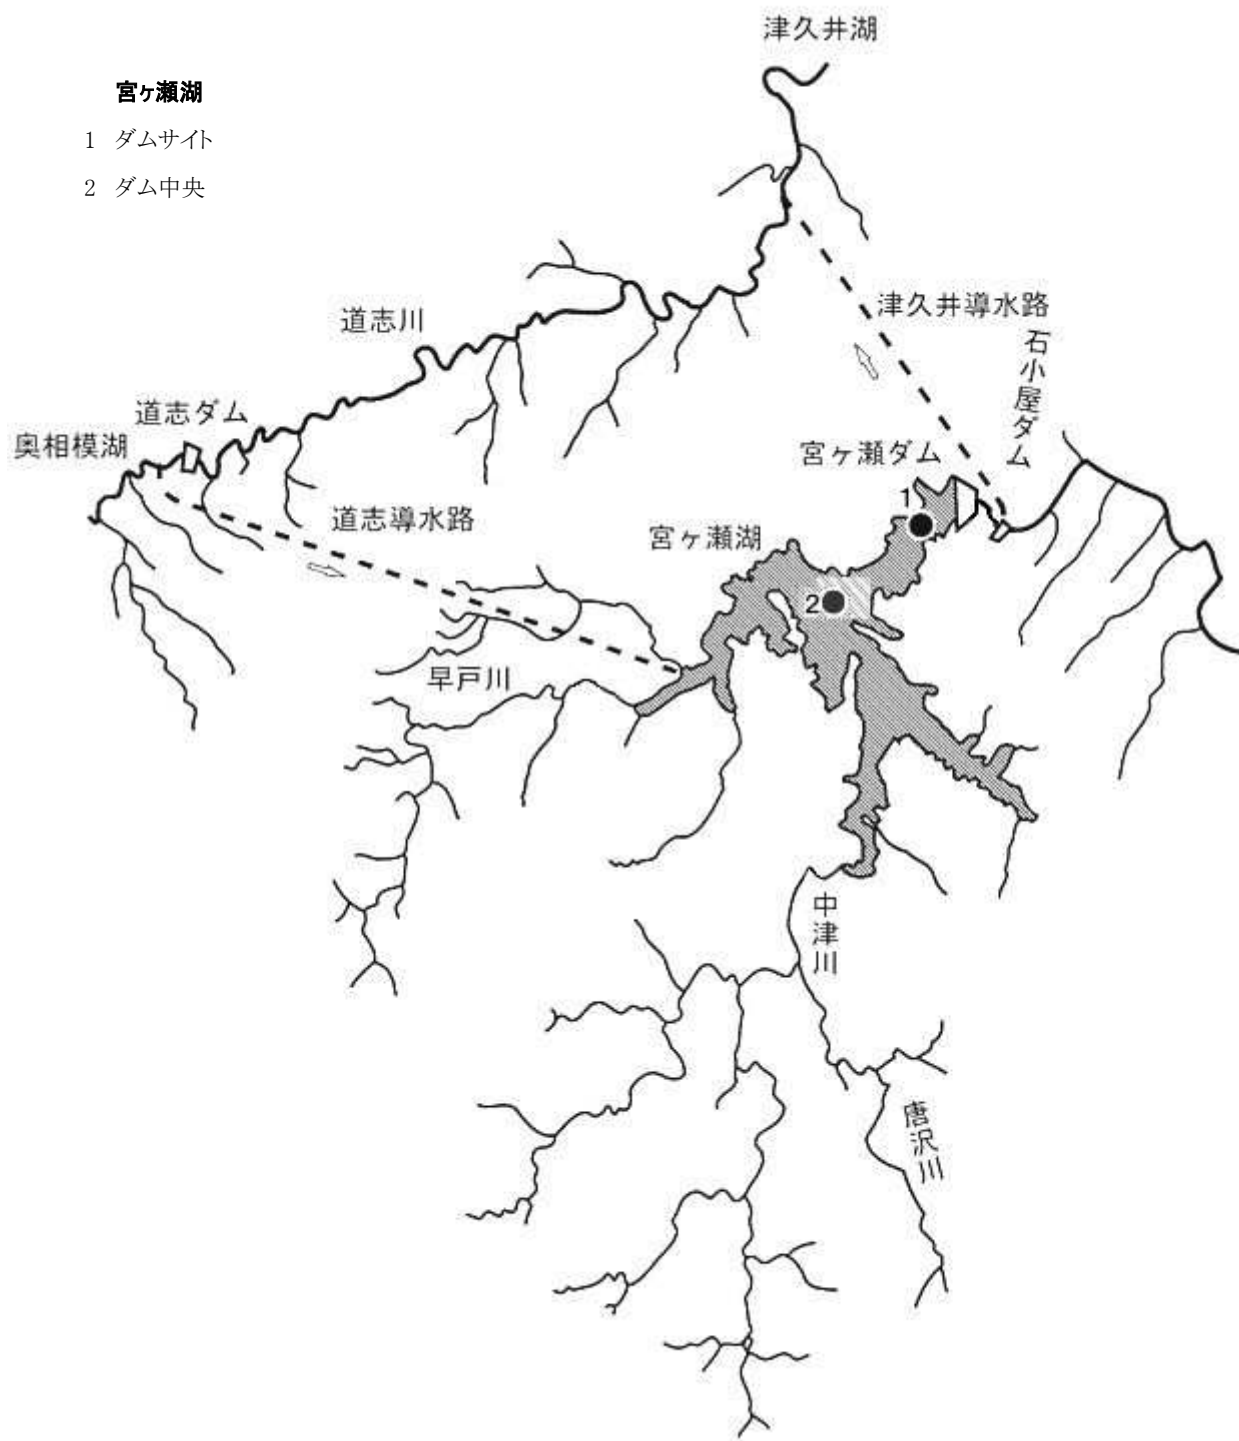 津久井湖
宮ヶ瀬湖
1 ダムサイト
2 ダム中央
津久井導水路
道志川
石小屋ダム
道志ダム
奥相模湖
宮ヶ瀬ダム
1
道志導水路
宮ヶ瀬湖
2
早戸川
中津川
唐沢川